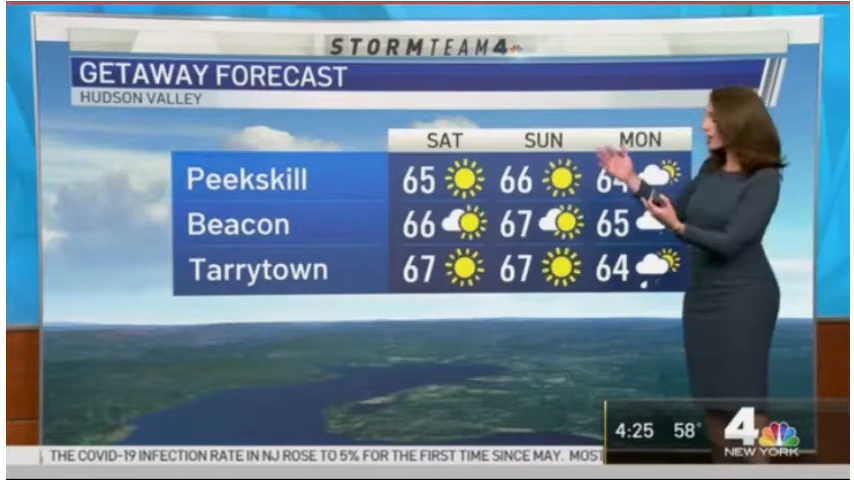 STORMTEAM4
GETAWAY FORECAST
HUDSON VALLEY
SAT SUN MON
Peekskill 65 66 64
Beacon 66 67 65
Tarrytown 67 67 64
4:25 58° 4
NEW YORK
THE COVID-19 INFECTION RATE IN NJ ROSE TO 5% FOR THE FIRST TIME SINCE MAY. MOST